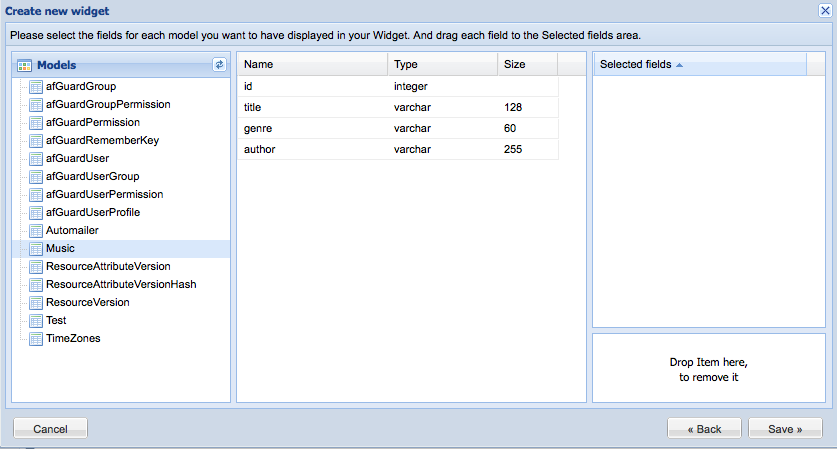 Create new widget
Please select the fields for each model you want to have displayed in your Widget. And drag each field to the Selected fields area.
Models
afGuardGroup
afGuardGroupPermission
afGuardPermission
afGuardRememberKey
afGuardUser
afGuardUserGroup
afGuardUserPermission
afGuardUserProfile
Automailer
Music
ResourceAttributeVersion
ResourceAttributeVersionHash
ResourceVersion
Test
TimeZones
Name Type Size
id integer
title varchar 128
genre varchar 60
author varchar 255
Selected fields
Drop Item here,
to remove it
Cancel « Back Save »